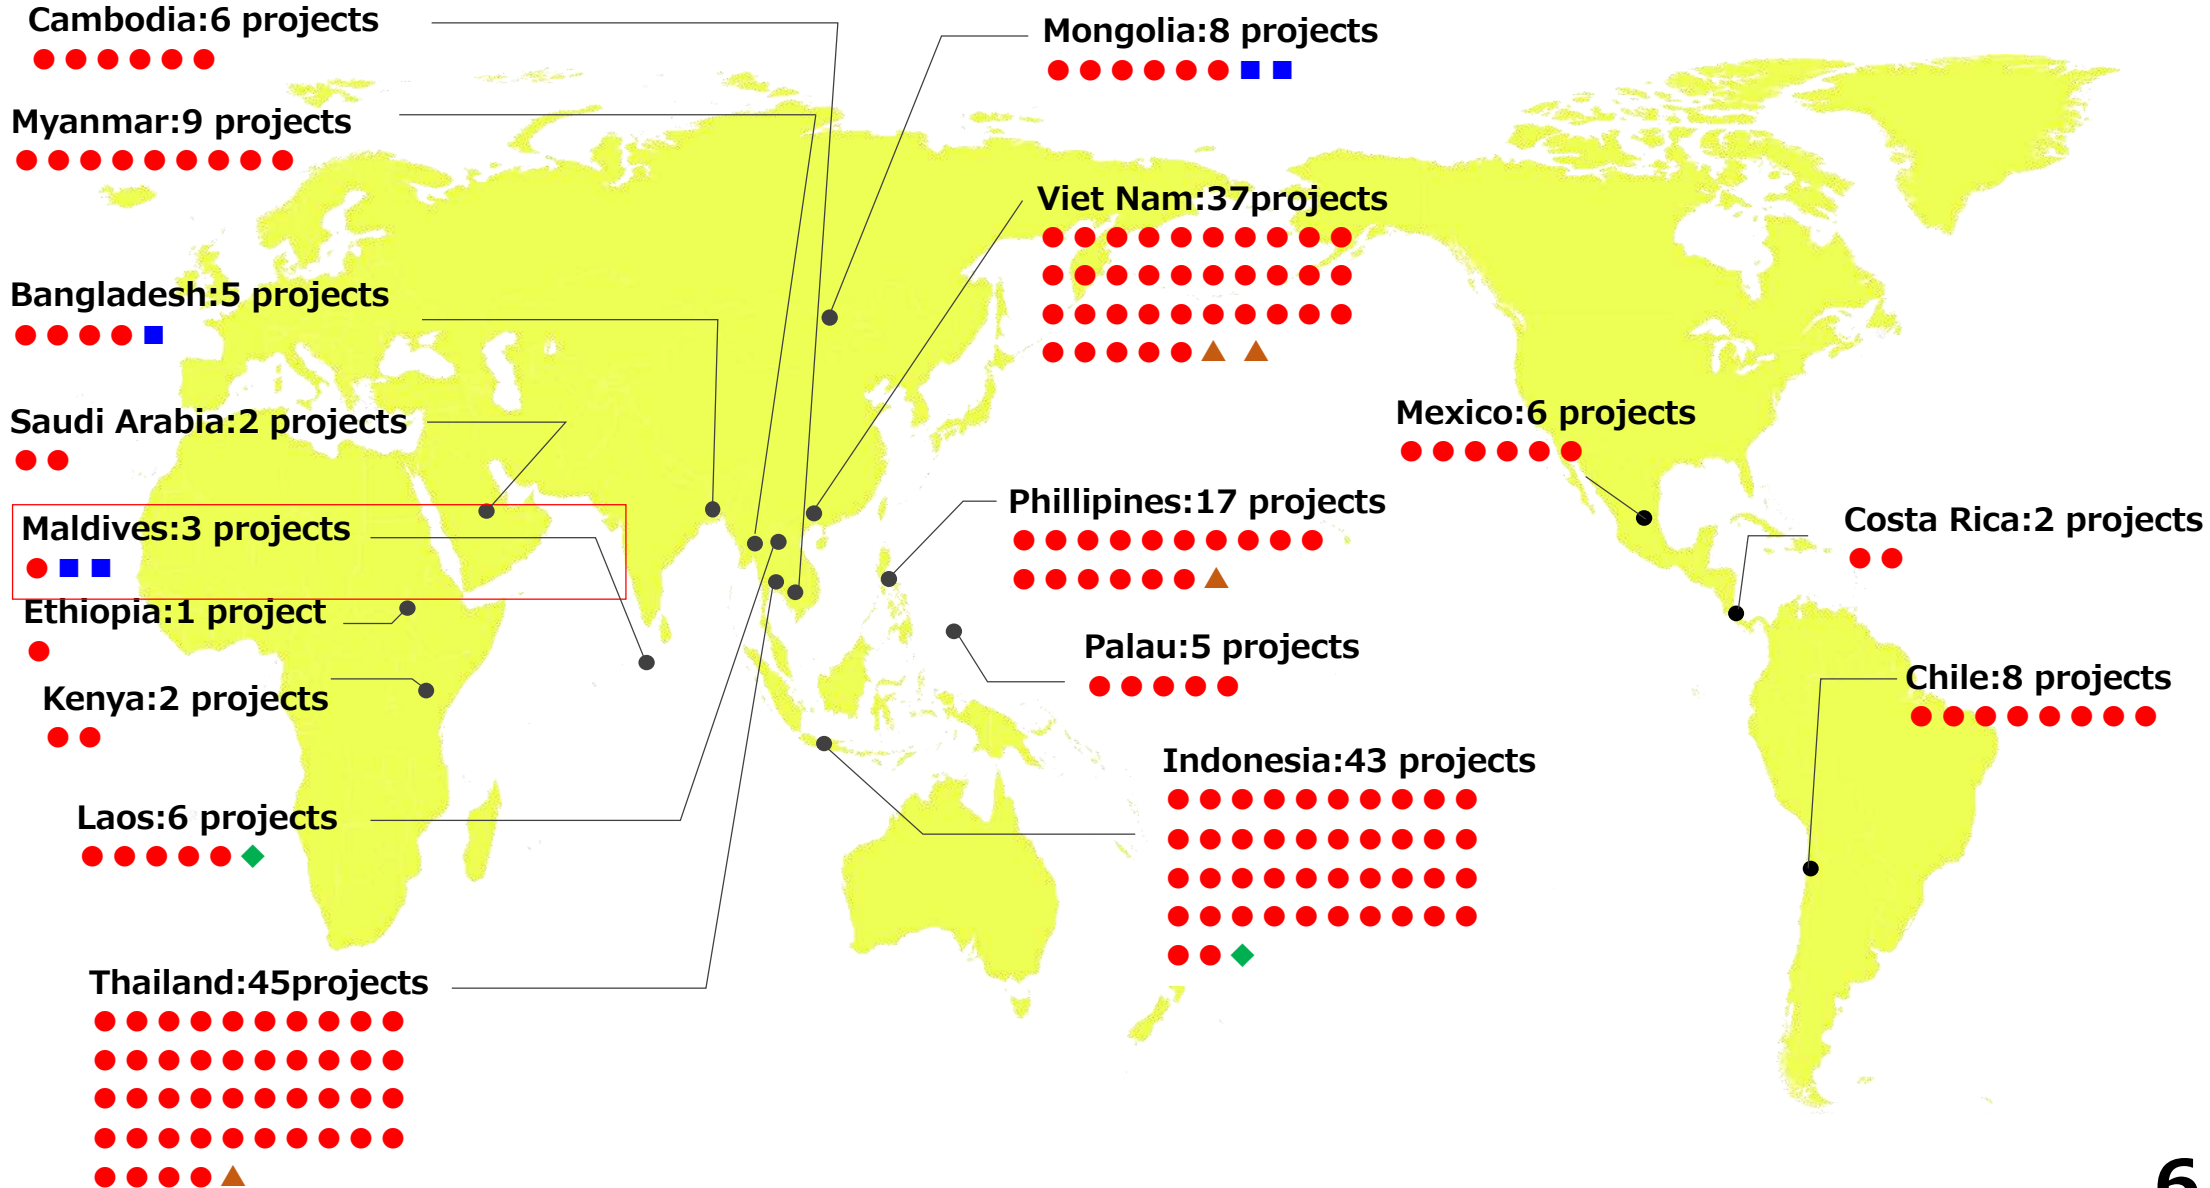 Cambodia:6 projects
Mongolia:8 projects
Myanmar:9 projects
Viet Nam:37projects
Bangladesh:5 projects
Saudi Arabia:2 projects
Mexico:6 projects
Maldives:3 projects
Phillipines:17 projects
Costa Rica:2 projects
Ethiopia:1 project
Palau:5 projects
Kenya:2 projects
Chile:8 projects
Indonesia:43 projects
Laos:6 projects
Thailand:45projects
6